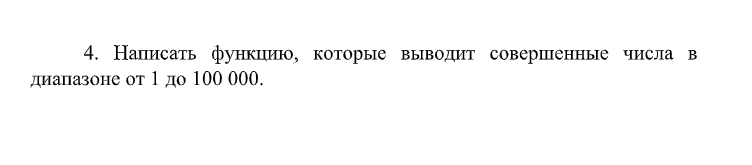 4. Написать функцию, которые выводит совершенные числа в
диапазоне от 1 до 100 000.